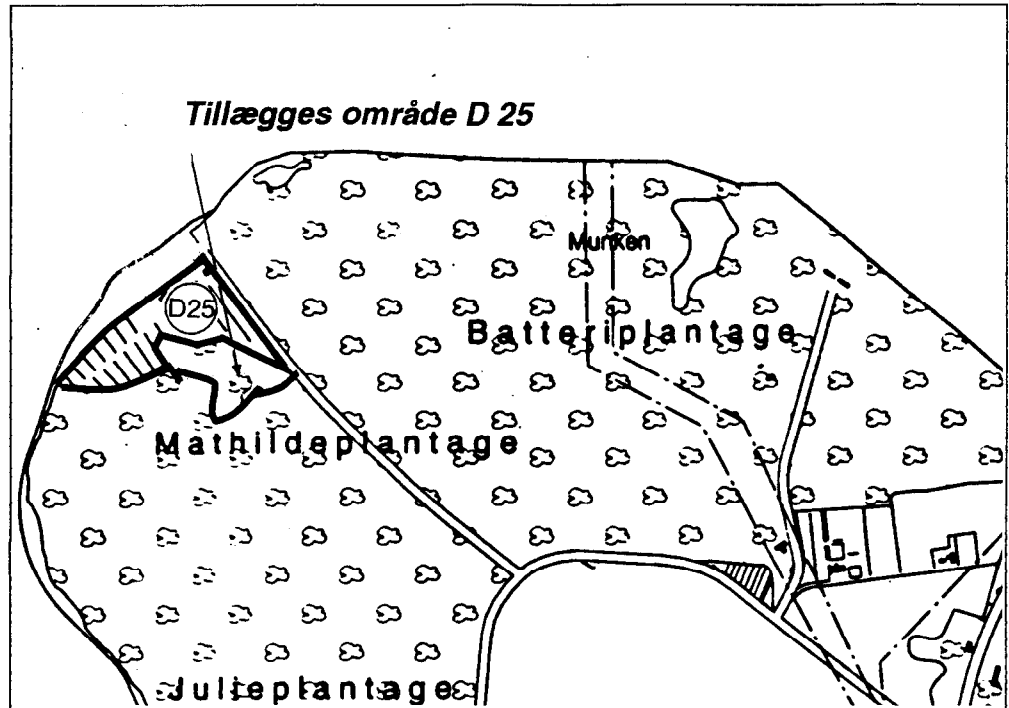 Tillægges område D 25
Munken
D25
Batteriplantage
Mathildeplantage
Julieplantage